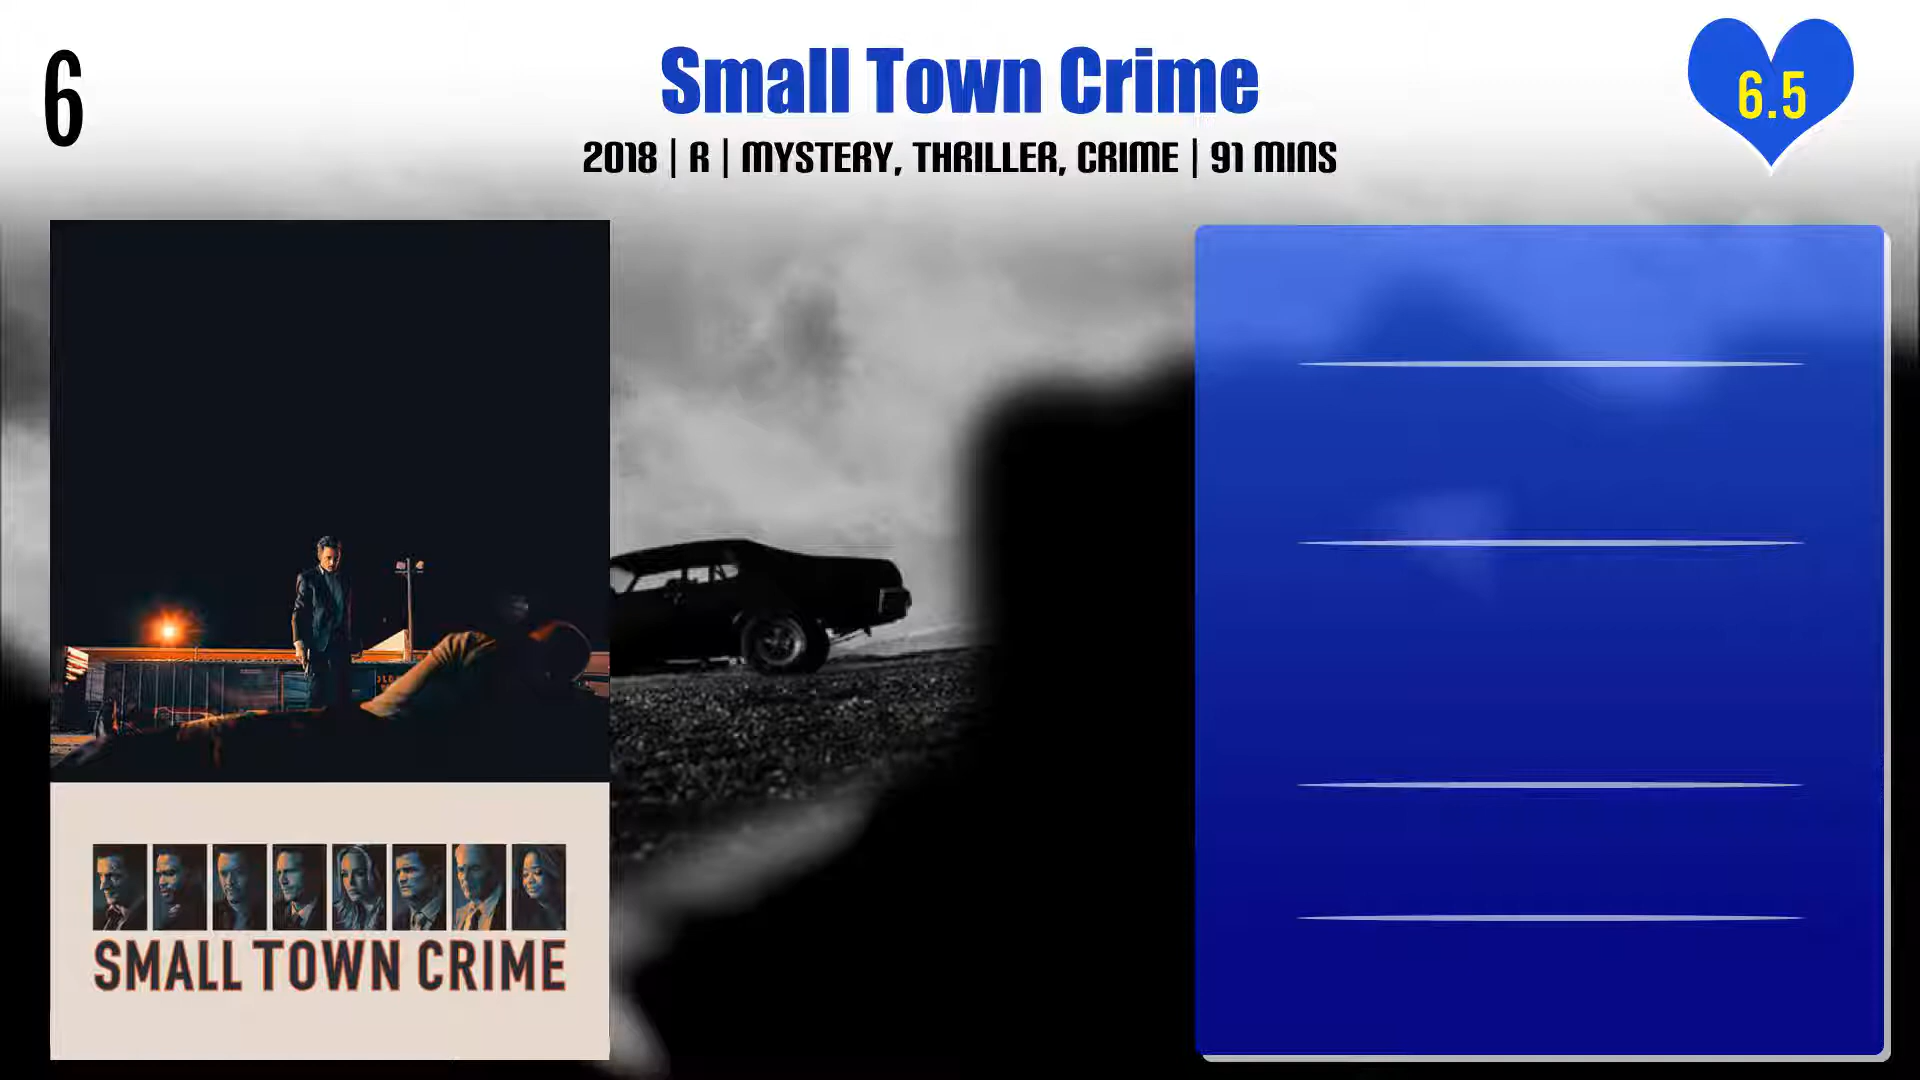 6
Small Town Crime
6.5
2018 | R | MYSTERY, THRILLER, CRIME | 91 MINS
SMALL TOWN CRIME